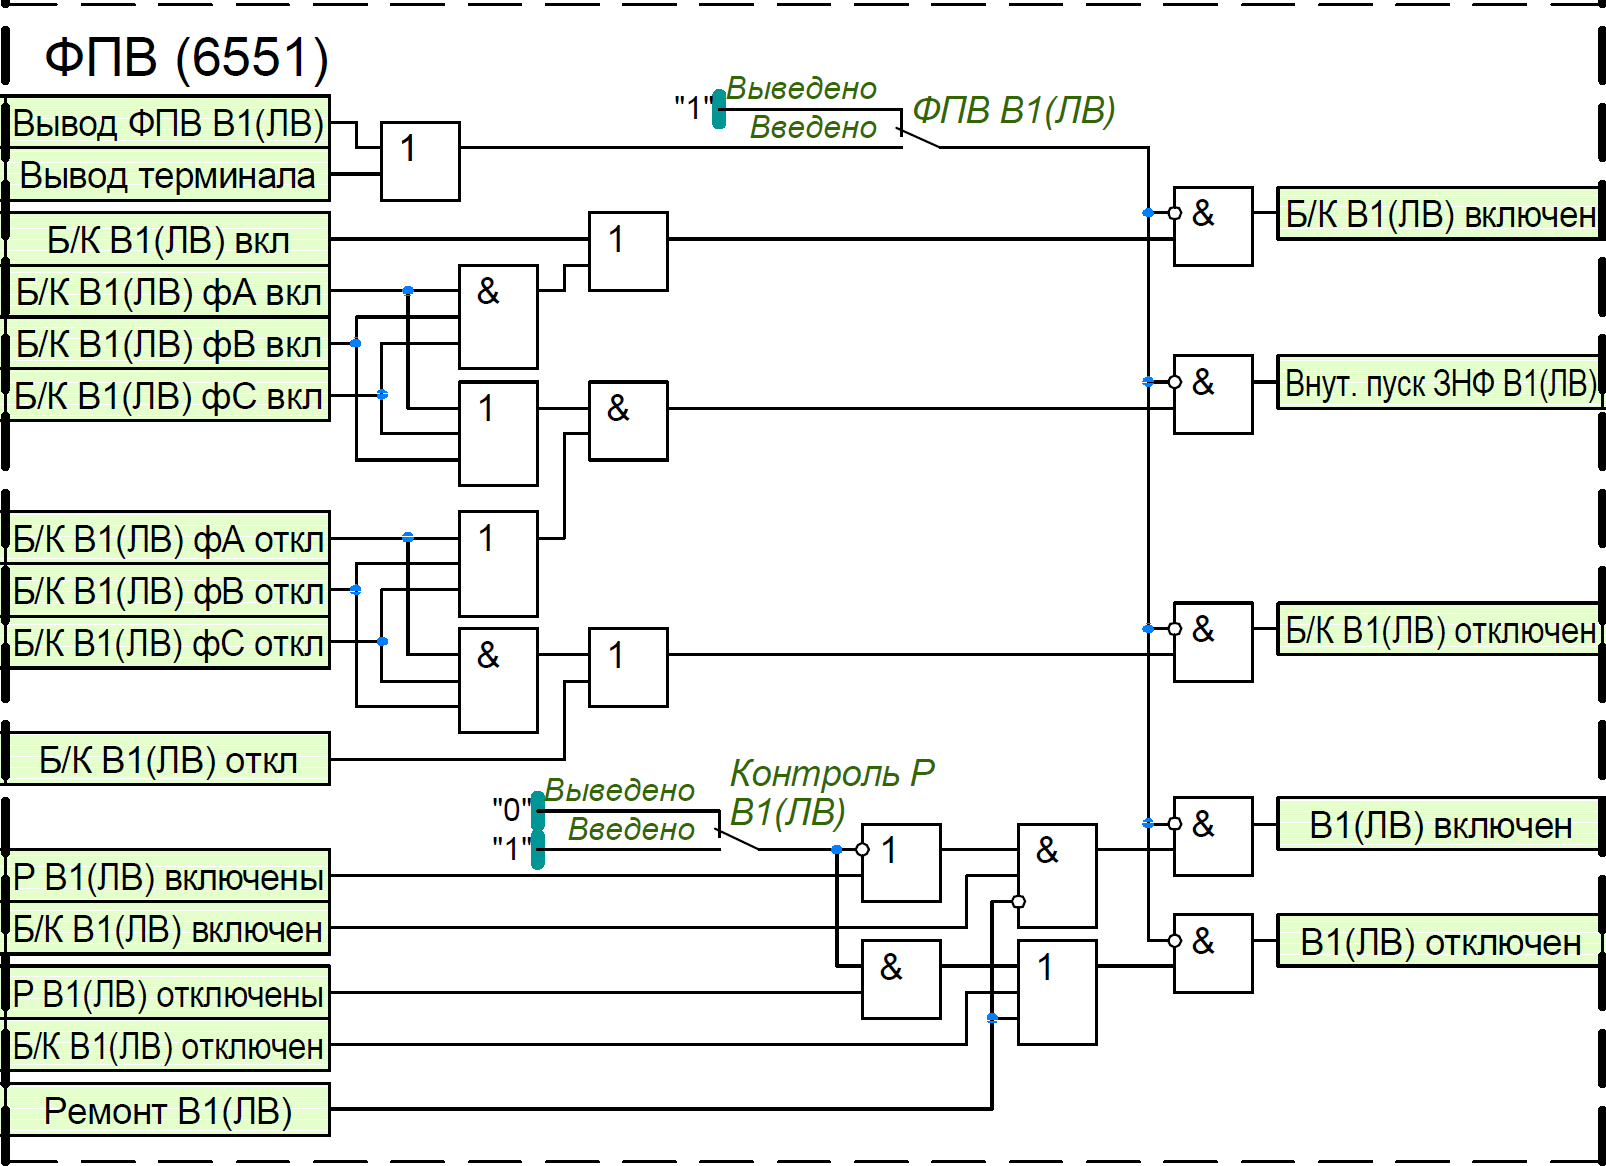 ФПВ (6551)
Вывод ФПВ В1(ЛВ)
Вывод терминала
1
"1"
Выведено
Введено
ФПВ В1(ЛВ)
Б/К В1(ЛВ) вкл
Б/К В1(ЛВ) фА вкл
Б/К В1(ЛВ) фВ вкл
Б/К В1(ЛВ) фС вкл
1
&
1
&
&
Б/К В1(ЛВ) включен
&
Внут. пуск ЗНФ В1(ЛВ)
Б/К В1(ЛВ) фА откл
Б/К В1(ЛВ) фВ откл
Б/К В1(ЛВ) фС откл
1
&
1
&
Б/К В1(ЛВ) отключен
Б/К В1(ЛВ) откл
"0"
Выведено
"1"
Введено
Контроль Р
В1(ЛВ)
1
&
&
В1(ЛВ) включен
Р В1(ЛВ) включены
Б/К В1(ЛВ) включен
&
1
&
В1(ЛВ) отключен
Р В1(ЛВ) отключены
Б/К В1(ЛВ) отключен
Ремонт В1(ЛВ)